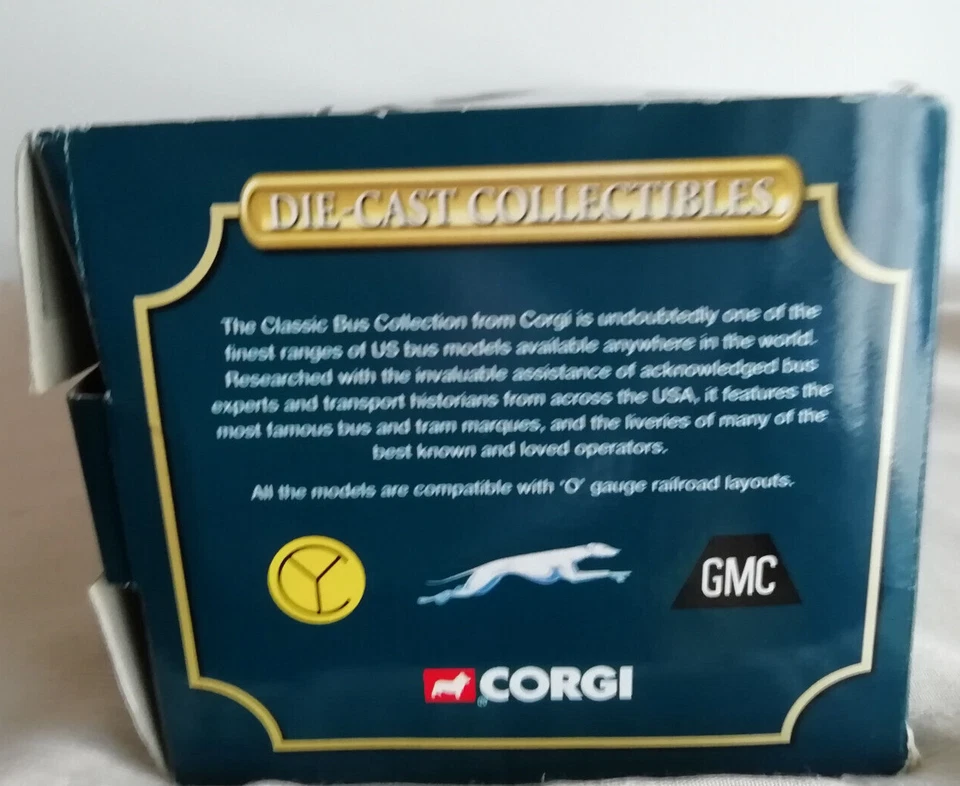 DIE-CAST COLLECTIBLES
The Classic Bus Collection from Corgi is undoubtedly one of the
finest ranges of US bus models available anywhere in the world.
Researched with the invaluable assistance of acknowledged bus
experts and transport historians from across the USA, it features the
most famous bus and tram marques, and the liveries of many of the
best known and loved operators.
All the models are compatible with 'O' gauge railroad layouts.
GMC
CORGI